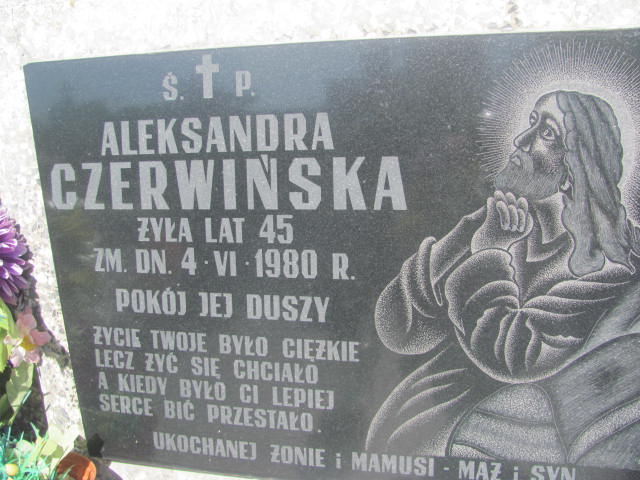 Ś. P.
ALEKSANDRA
CZERWIŃSKA
ŻYŁA LAT 45
ZM. DN. 4·VI·1980 R.
POKÓJ JEJ DUSZY
ŻYCIE TWOJE BYŁO CIĘŻKIE
LECZ ŻYĆ SIĘ CHCIAŁO
A KIEDY BYŁO CI LEPIEJ
SERCE BIĆ PRZESTAŁO.
UKOCHANEJ ŻONIE i MAMUSI - MĄŻ i SYN